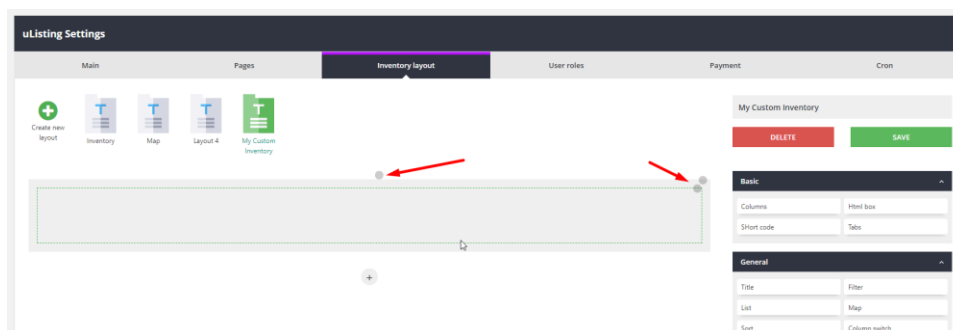 uListing Settings
Main
Pages
Inventory layout
User roles
Payment
Cron
Create new
layout
Inventory
Map
Layout 4
My Custom
Inventory
My Custom Inventory
DELETE
SAVE
Basic
Columns
Html box
SHort code
Tabs
General
Title
Filter
List
Map
Sort
Column switch